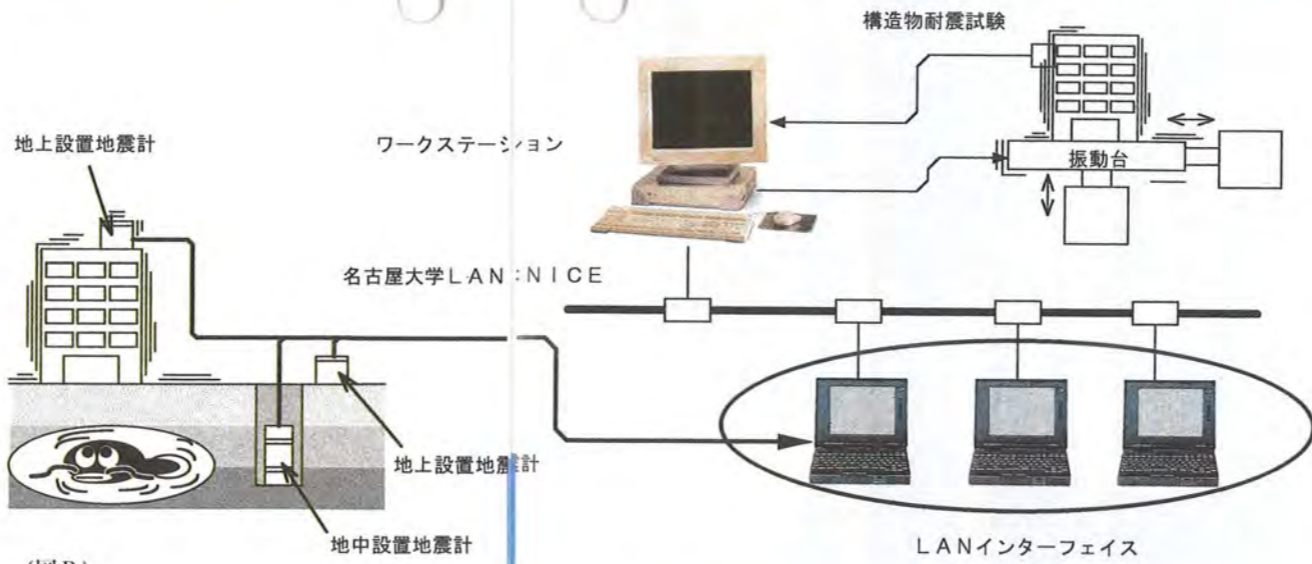 構造物耐震試験
地上設置地震計
ワークステーション
振動台
名古屋大学LAN:NICE
地上設置地震計
地中設置地震計
LANインターフェイス